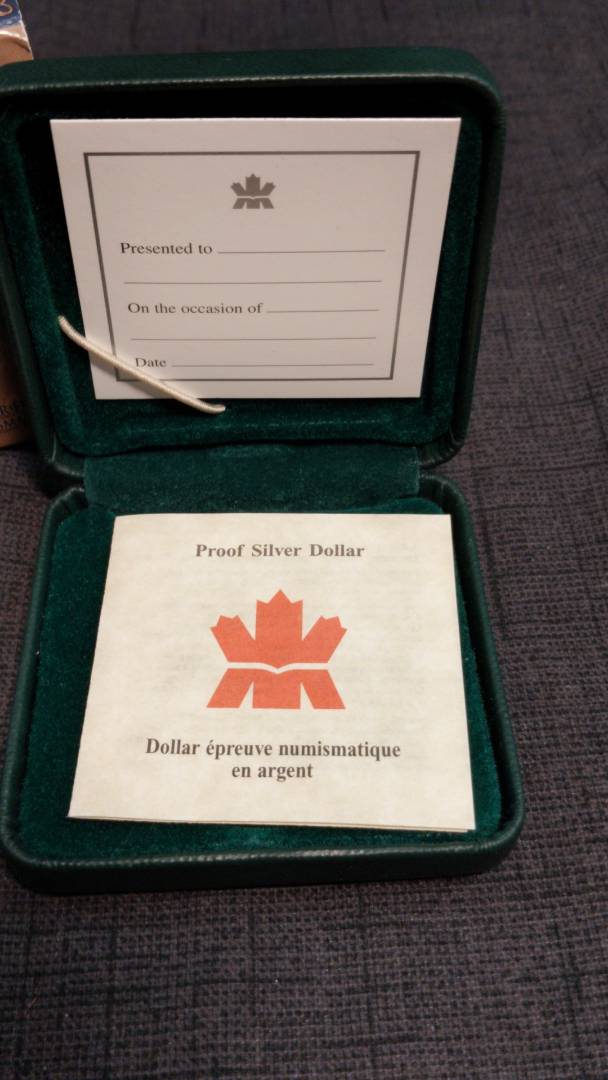 Presented to
On the occasion of
Date
Proof Silver Dollar
Dollar épreuve numismatique
en argent